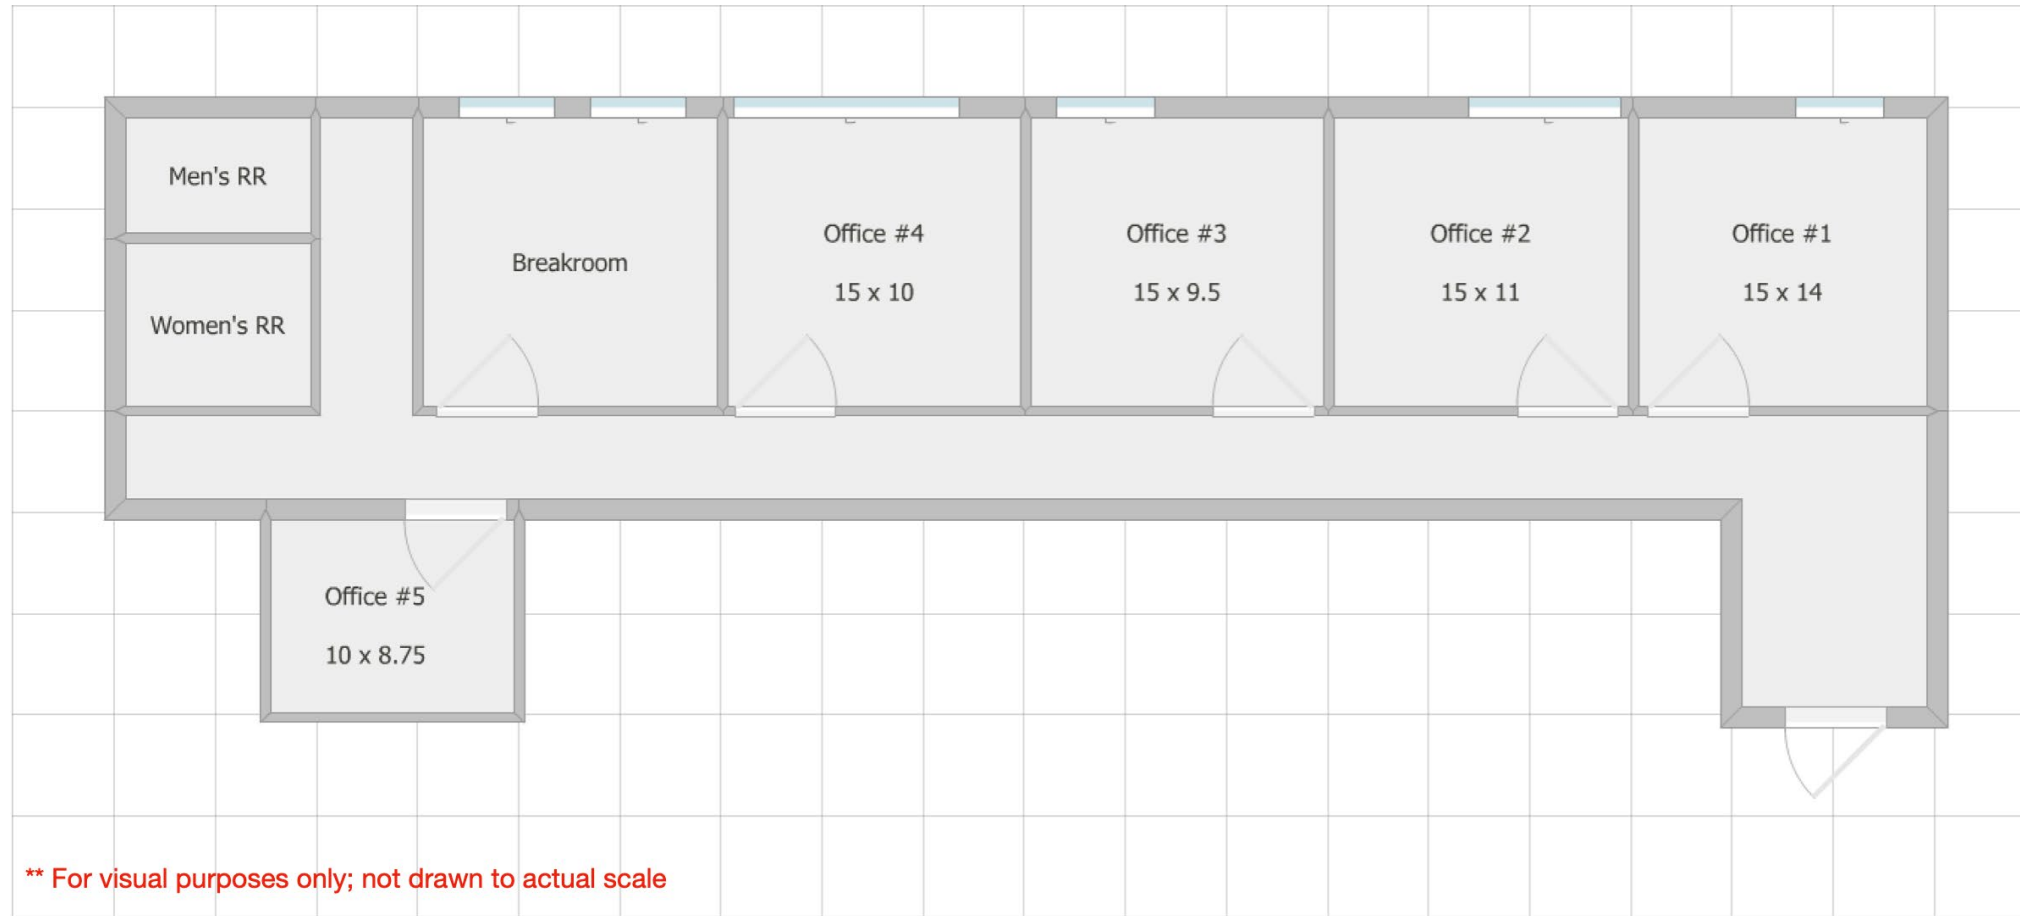 Men's RR
Women's RR
Breakroom
Office #4
15 x 10
Office #3
15 x 9.5
Office #2
15 x 11
Office #1
15 x 14
Office #5
10 x 8.75
** For visual purposes only; not drawn to actual scale